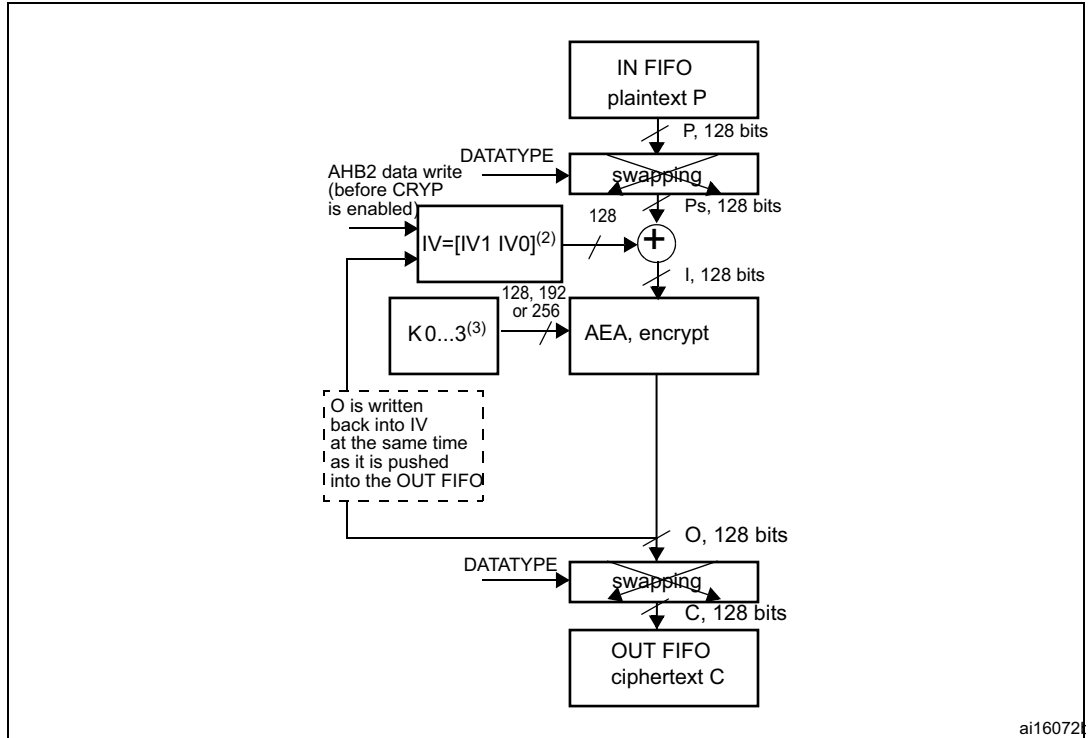 IN FIFO
plaintext P
P, 128 bits
DATATYPE
swapping
AHB2 data write
(before CRYP
is enabled)
Ps, 128 bits
128
IV=[IV1 IV0](2)
+
I, 128 bits
128, 192
or 256
K 0...3(3)
AEA, encrypt
O is written
back into IV
at the same time
as it is pushed
into the OUT FIFO
O, 128 bits
DATATYPE
swapping
C, 128 bits
OUT FIFO
ciphertext C